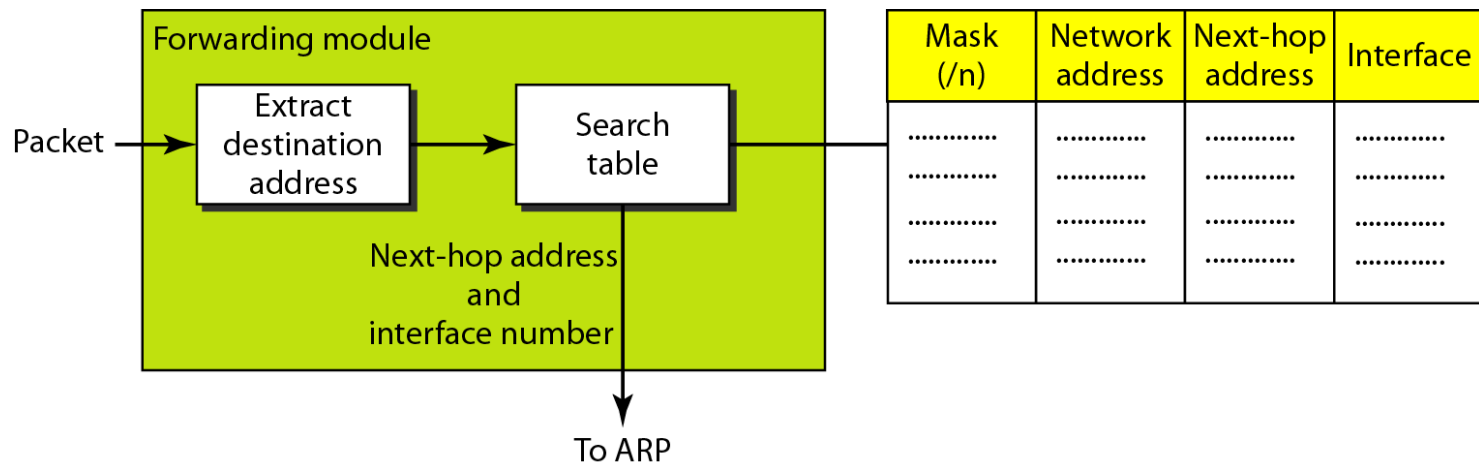 Forwarding module
Packet
Extract
destination
address
Search
table
Next-hop address
and
interface number
To ARP
Mask
(/n)
Network
address
Next-hop
address
Interface